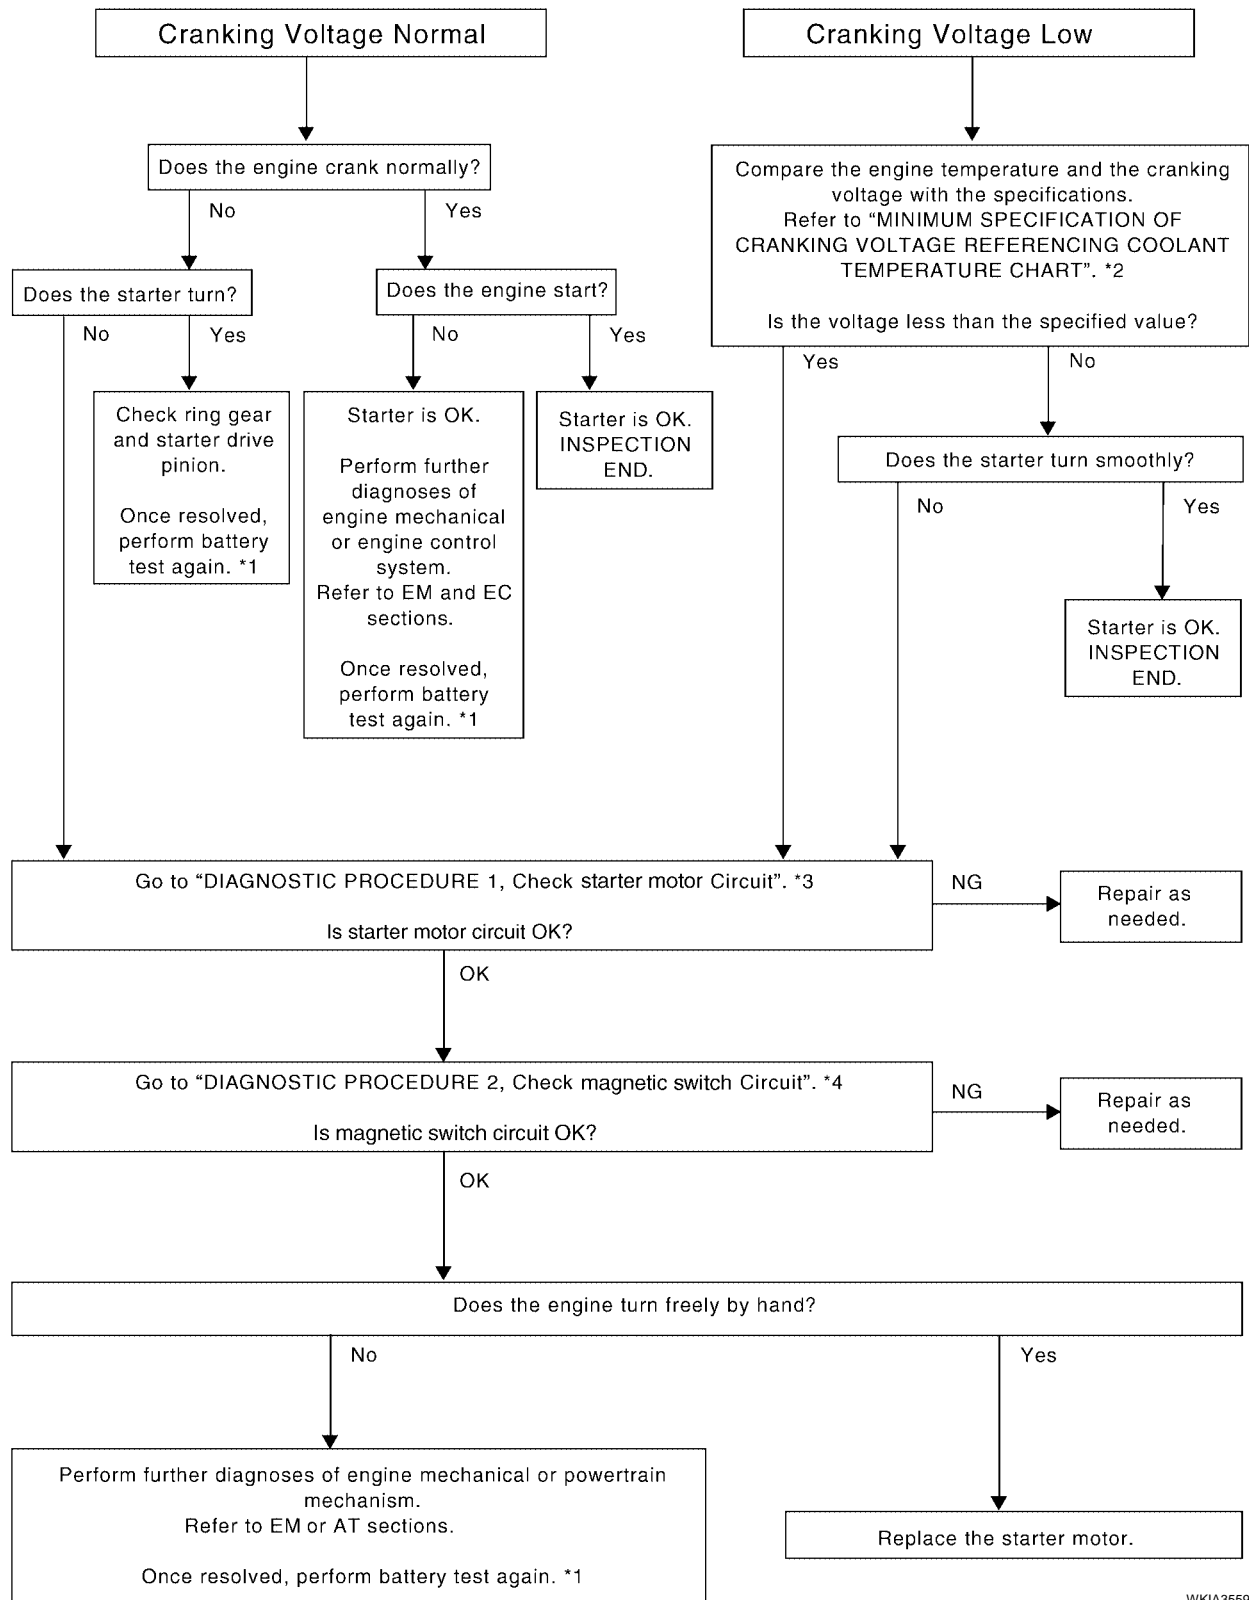 Cranking Voltage Normal
Cranking Voltage Low
Does the engine crank normally?
No
Yes
Does the starter turn?
No
Yes
Does the engine start?
No
Yes
Check ring gear
and starter drive
pinion.
Once resolved,
perform battery
test again. *1
Starter is OK.
Perform further
diagnoses of
engine mechanical
or engine control
system.
Refer to EM and EC
sections.
Once resolved,
perform battery
test again. *1
Starter is OK.
INSPECTION
END.
Compare the engine temperature and the cranking
voltage with the specifications.
Refer to “MINIMUM SPECIFICATION OF
CRANKING VOLTAGE REFERENCING COOLANT
TEMPERATURE CHART”. *2
Is the voltage less than the specified value?
Yes
No
Does the starter turn smoothly?
No
Yes
Starter is OK.
INSPECTION
END.
Go to “DIAGNOSTIC PROCEDURE 1, Check starter motor Circuit”. *3
Is starter motor circuit OK?
NG
Repair as
needed.
OK
Go to “DIAGNOSTIC PROCEDURE 2, Check magnetic switch Circuit”. *4
Is magnetic switch circuit OK?
NG
Repair as
needed.
OK
Does the engine turn freely by hand?
No
Yes
Perform further diagnoses of engine mechanical or powertrain
mechanism.
Refer to EM or AT sections.
Once resolved, perform battery test again. *1
Replace the starter motor.